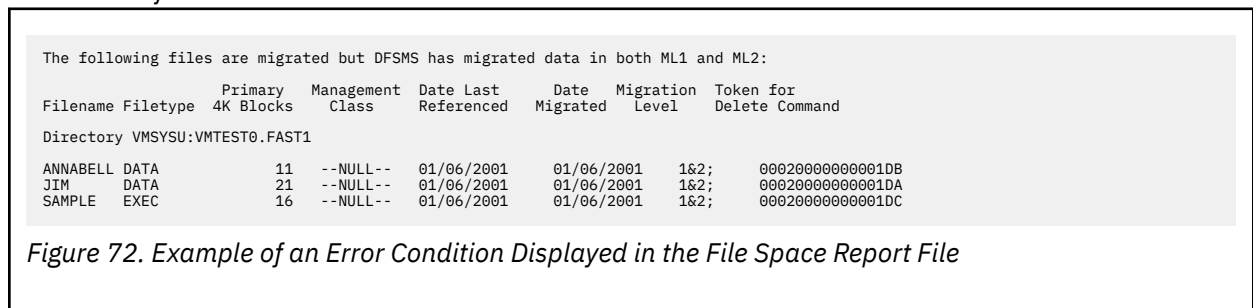 The following files are migrated but DFSMS has migrated data in both ML1 and ML2:
Primary Management Date Last Date Migration Token for
Filename Filetype 4K Blocks Class Referenced Migrated Level Delete Command
Directory VMSYSU:VMTEST0.FAST1
ANNABELL DATA 11 --NULL-- 01/06/2001 01/06/2001 1&2; 00020000000001DB
JIM DATA 21 --NULL-- 01/06/2001 01/06/2001 1&2; 00020000000001DA
SAMPLE EXEC 16 --NULL-- 01/06/2001 01/06/2001 1&2; 00020000000001DC
Figure 72. Example of an Error Condition Displayed in the File Space Report File